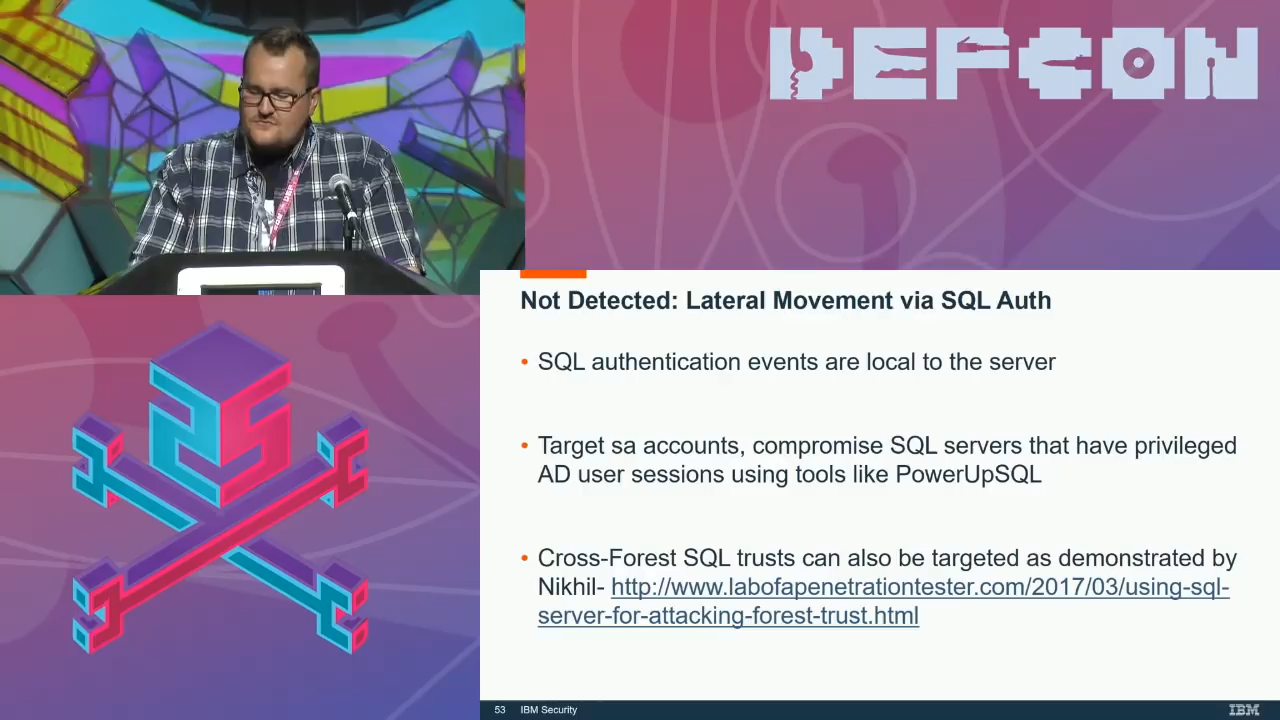 DEFCON
Not Detected: Lateral Movement via SQL Auth
• SQL authentication events are local to the server
• Target sa accounts, compromise SQL servers that have privileged
AD user sessions using tools like PowerUpSQL
• Cross-Forest SQL trusts can also be targeted as demonstrated by
Nikhil- http://www.labofapenetrationtester.com/2017/03/using-sql-
server-for-attacking-forest-trust.html
53 IBM Security
IBM